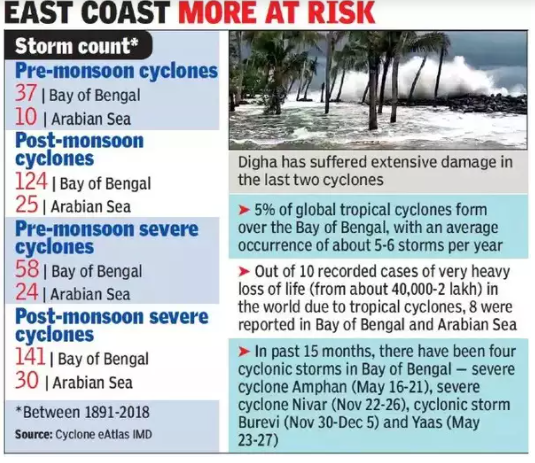 EAST COAST MORE AT RISK
Storm count*
Pre-monsoon cyclones
37 | Bay of Bengal
10 | Arabian Sea
Post-monsoon
cyclones
124 | Bay of Bengal
25 | Arabian Sea
Pre-monsoon severe
cyclones
58 | Bay of Bengal
24 | Arabian Sea
Post-monsoon severe
cyclones
141 | Bay of Bengal
30 | Arabian Sea
*Between 1891-2018
Source: Cyclone eAtlas IMD
Digha has suffered extensive damage in
the last two cyclones
➤ 5% of global tropical cyclones form
over the Bay of Bengal, with an average
occurrence of about 5-6 storms per year
➤ Out of 10 recorded cases of very heavy
loss of life (from about 40,000-2 lakh) in
the world due to tropical cyclones, 8 were
reported in Bay of Bengal and Arabian Sea
➤ In past 15 months, there have been four
cyclonic storms in Bay of Bengal — severe
cyclone Amphan (May 16-21), severe
cyclone Nivar (Nov 22-26), cyclonic storm
Burevi (Nov 30-Dec 5) and Yaas (May
23-27)